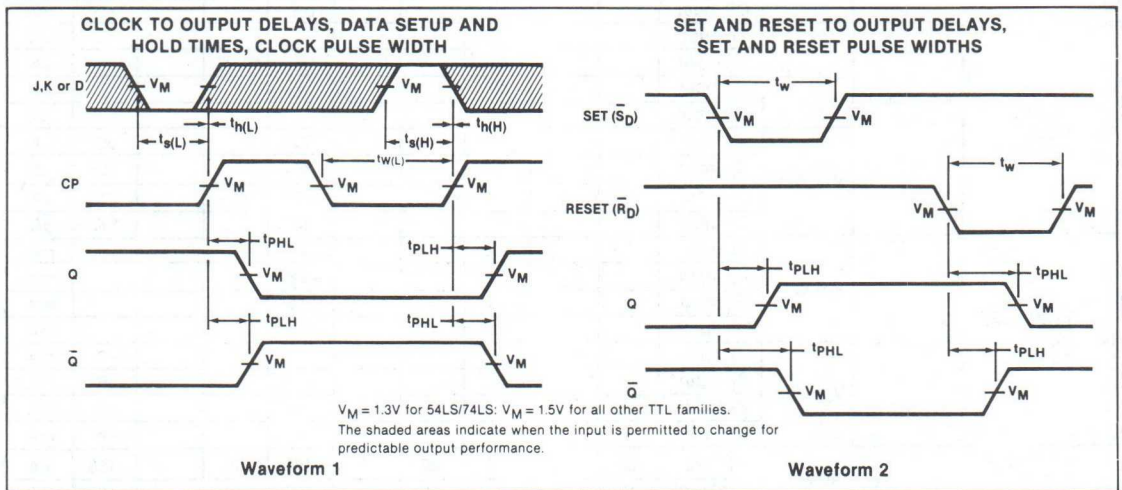 CLOCK TO OUTPUT DELAYS, DATA SETUP AND
HOLD TIMES, CLOCK PULSE WIDTH
J,K or D
VM
VM
th(L)
th(H)
ts(L)
ts(H)
tW(L)
CP
VM
VM
VM
tPHL
tPLH
Q
VM
VM
tPLH
tPHL
Q̅
VM
VM
SET AND RESET TO OUTPUT DELAYS,
SET AND RESET PULSE WIDTHS
tw
SET (S̅D)
VM
VM
tw
RESET (R̅D)
VM
VM
tPLH
tPHL
Q
VM
VM
tPHL
tPLH
Q̅
VM
VM
VM = 1.3V for 54LS/74LS: VM = 1.5V for all other TTL families.
The shaded areas indicate when the input is permitted to change for
predictable output performance.
Waveform 1
Waveform 2